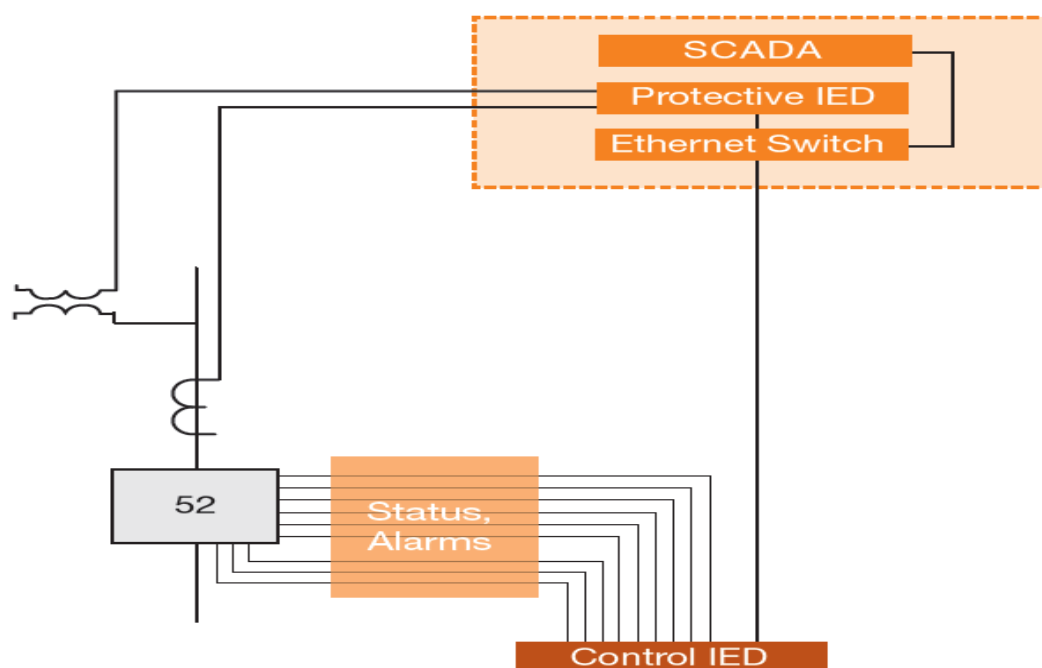 SCADA
Protective IED
Ethernet Switch
52
Status,
Alarms
Control IED